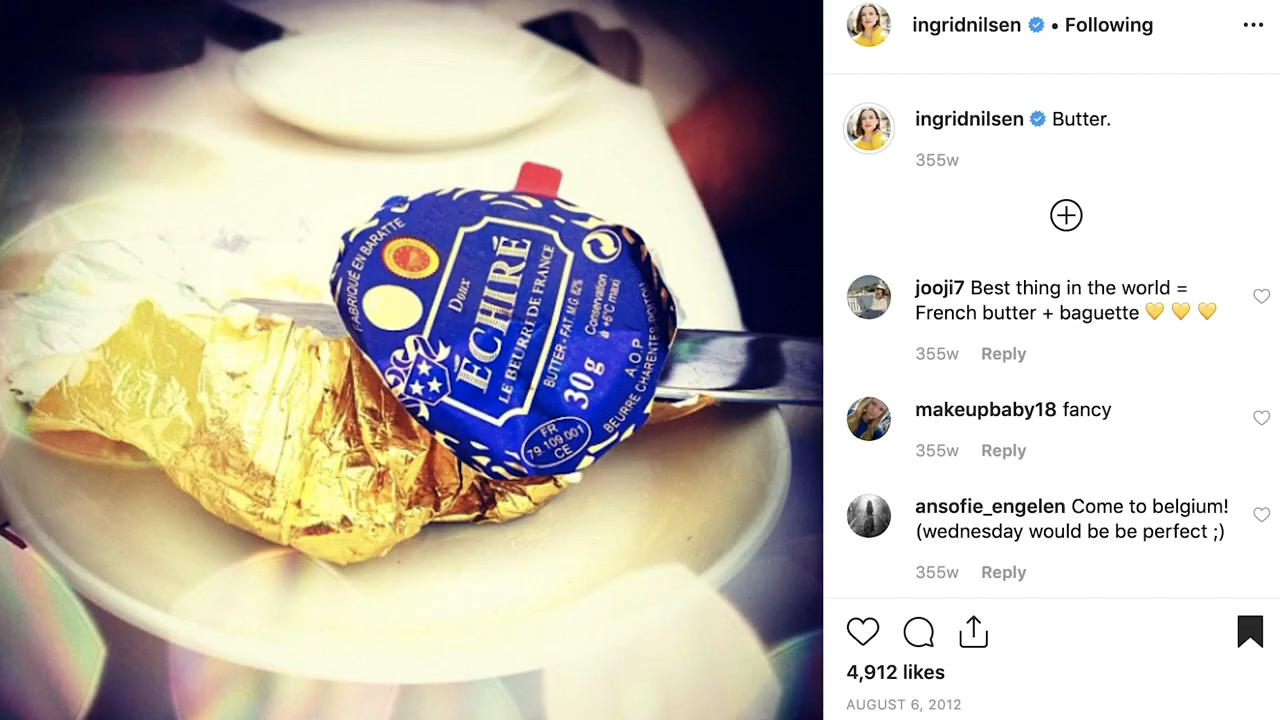 FABRIQUÉ EN BARATTE
Doux
ÉCHIRÉ
LE BEURRE DE FRANCE
BUTTER - FAT. M.G. 82%
30g
Conservation
à +6°C maxi
A.O.P
BEURRE CHARENTES POITOU
FR
79.109.001
CE
ingridnilsen • Following
ingridnilsen Butter.
355w
jooji7 Best thing in the world =
French butter + baguette 💛 💛 💛
355w Reply
makeupbaby18 fancy
355w Reply
ansofie_engelen Come to belgium!
(wednesday would be be perfect ;)
355w Reply
4,912 likes
AUGUST 6, 2012